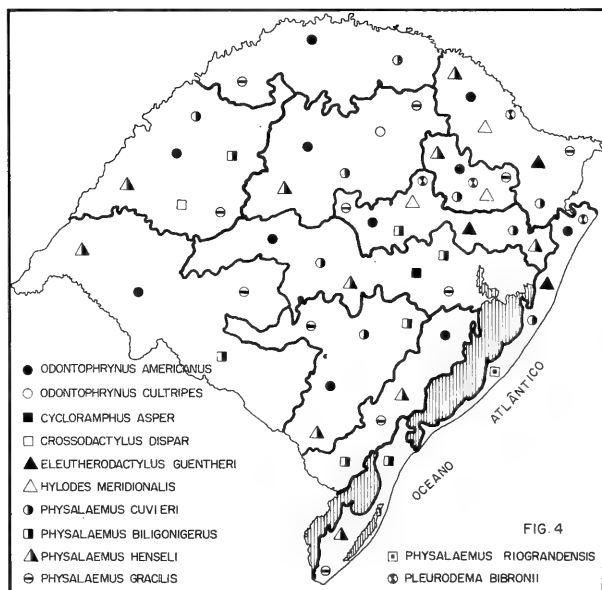 ODONTOPHRYNUS AMERICANUS
ODONTOPHRYNUS CULTRIPES
CYCLORAMPHUS ASPER
CROSSODACTYLUS DISPAR
ELEUTHERODACTYLUS GUENTHERI
HYLODES MERIDIONALIS
PHYSALAEMUS CUVIERI
PHYSALAEMUS BILIGONIGERUS
PHYSALAEMUS HENSELI
PHYSALAEMUS GRACILIS
OCEANO ATLÂNTICO
FIG. 4
PHYSALAEMUS RIOGRANDENSIS
PLEURODEMA BIBRONII